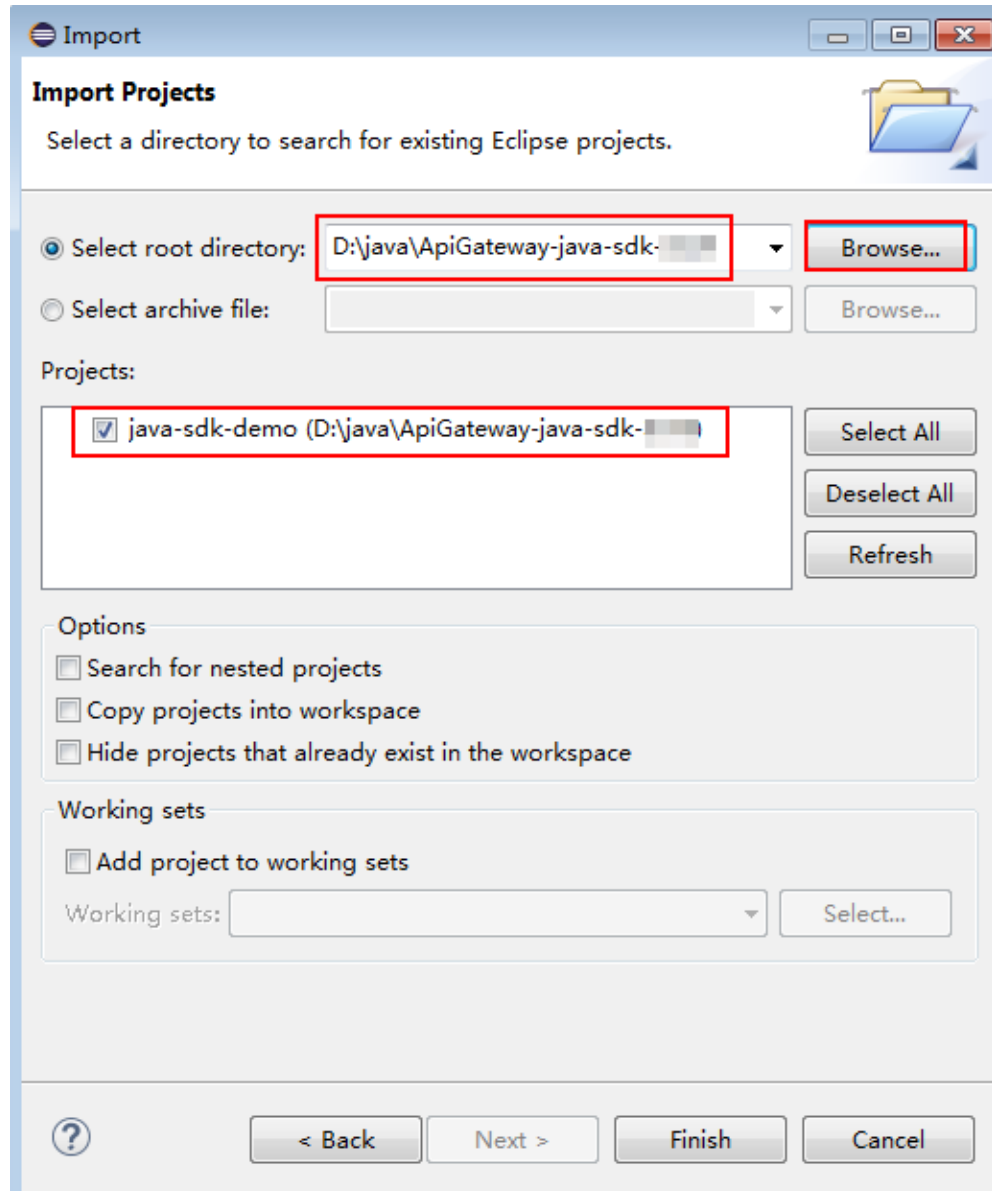 Import
Import Projects
Select a directory to search for existing Eclipse projects.
Select root directory: D:\java\ApiGateway-java-sdk- Browse...
Select archive file: Browse...
Projects:
java-sdk-demo (D:\java\ApiGateway-java-sdk- Select All
Deselect All
Refresh
Options
Search for nested projects
Copy projects into workspace
Hide projects that already exist in the workspace
Working sets
Add project to working sets
Working sets: Select...
? < Back Next > Finish Cancel